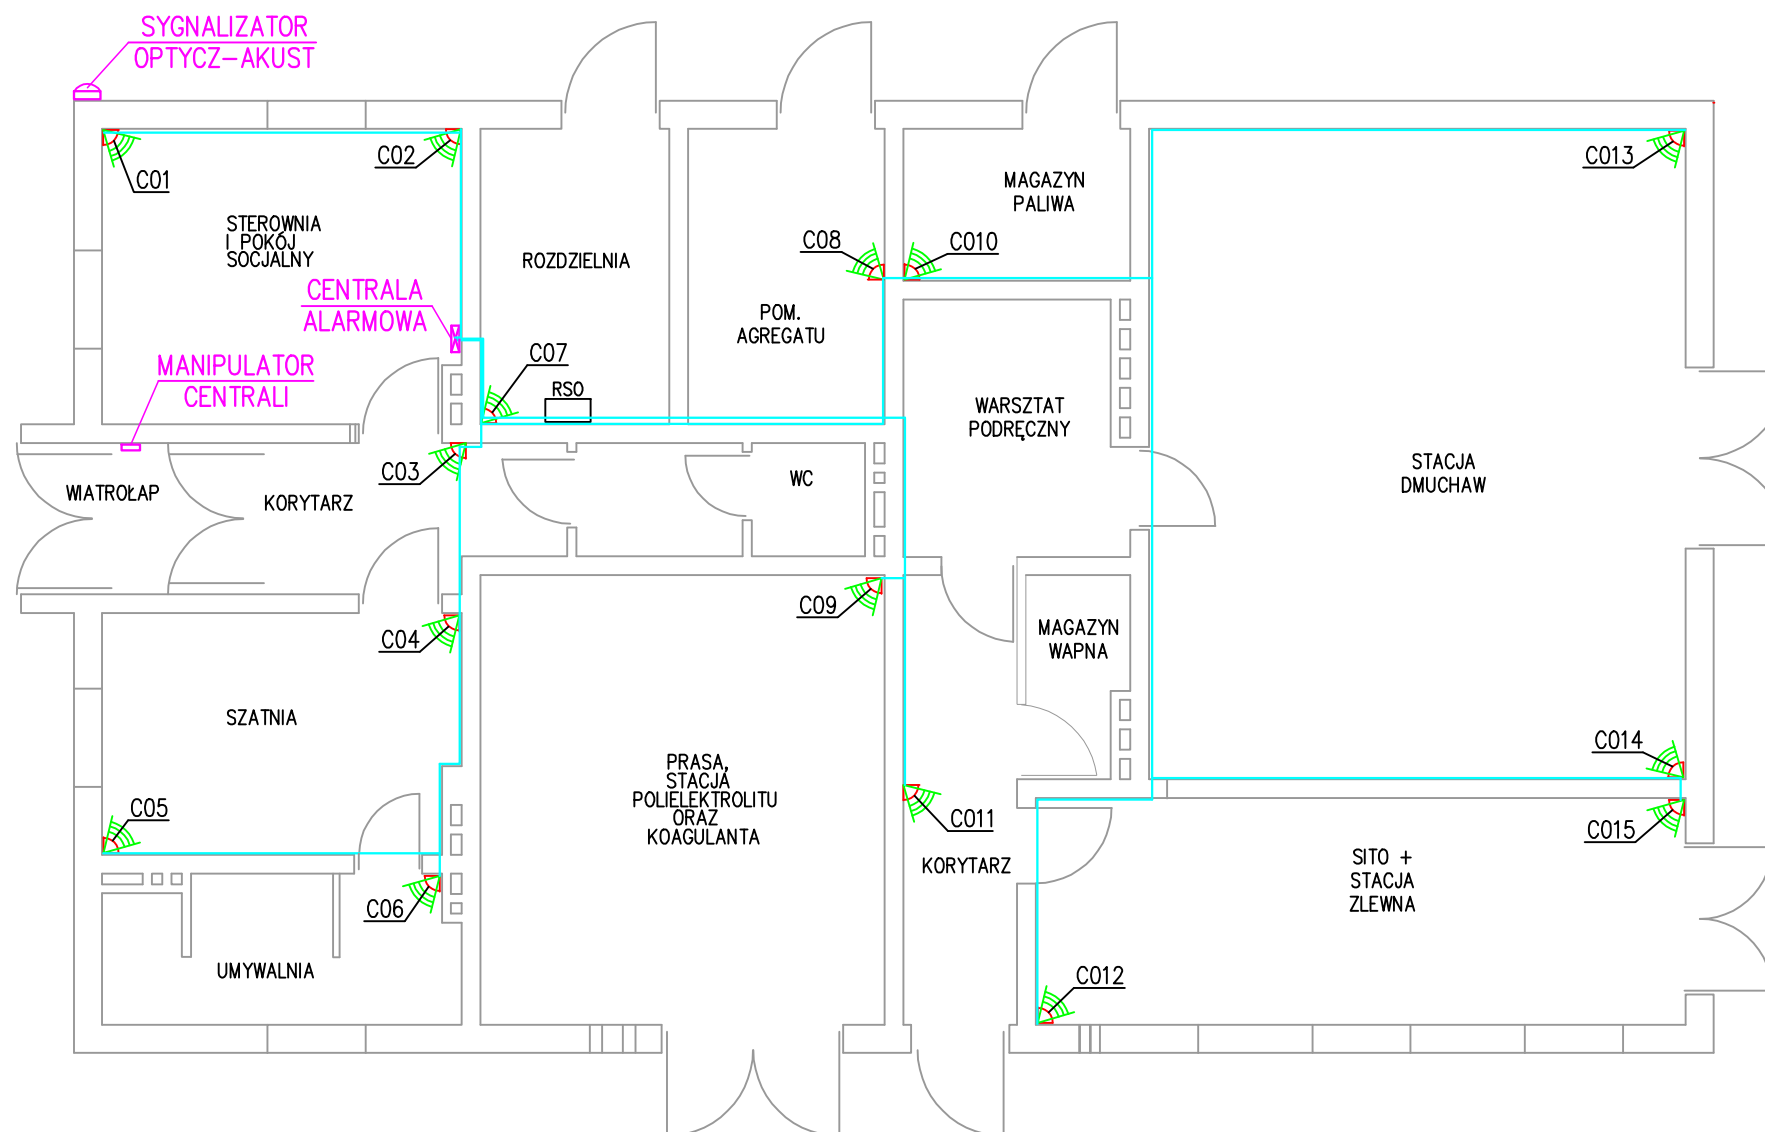 SYGNALIZATOR
OPTYCZ-AKUST
C01
C02
C013
STEROWNIA
I POKÓJ
SOCJALNY
ROZDZIELNIA
MAGAZYN
PALIWA
C08
C010
CENTRALA
ALARMOWA
POM.
AGREGATU
MANIPULATOR
CENTRALI
C07
RSO
WARSZTAT
PODRĘCZNY
C03
WIATROŁAP
KORYTARZ
WC
STACJA
DMUCHAW
C04
C09
MAGAZYN
WAPNA
SZATNIA
C014
PRASA,
STACJA
POLIELEKTROLITU
ORAZ
KOAGULANTA
C05
C011
C015
KORYTARZ
SITO +
STACJA
ZLEWNA
C06
UMYWALNIA
C012